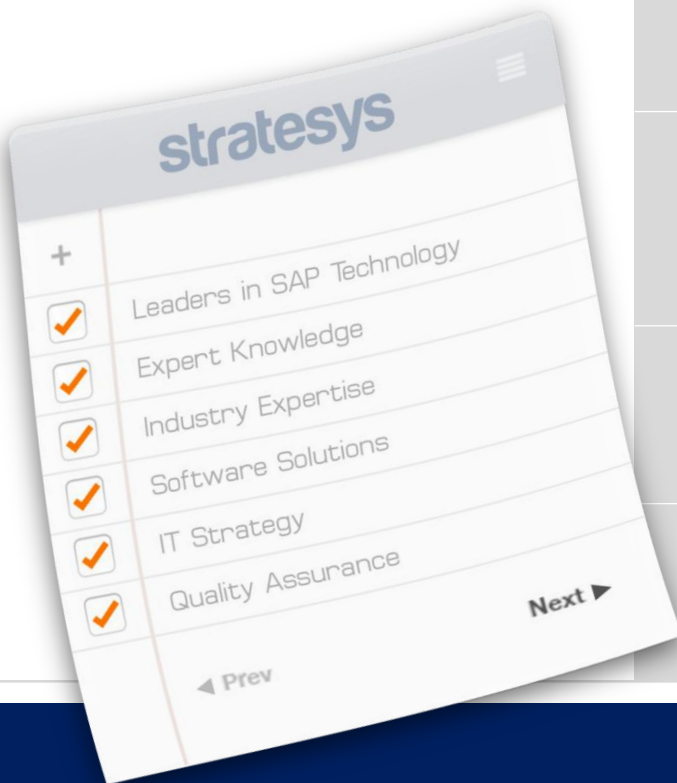 stratesys
+
Leaders in SAP Technology
Expert Knowledge
Industry Expertise
Software Solutions
IT Strategy
Quality Assurance
Next ►
◄ Prev